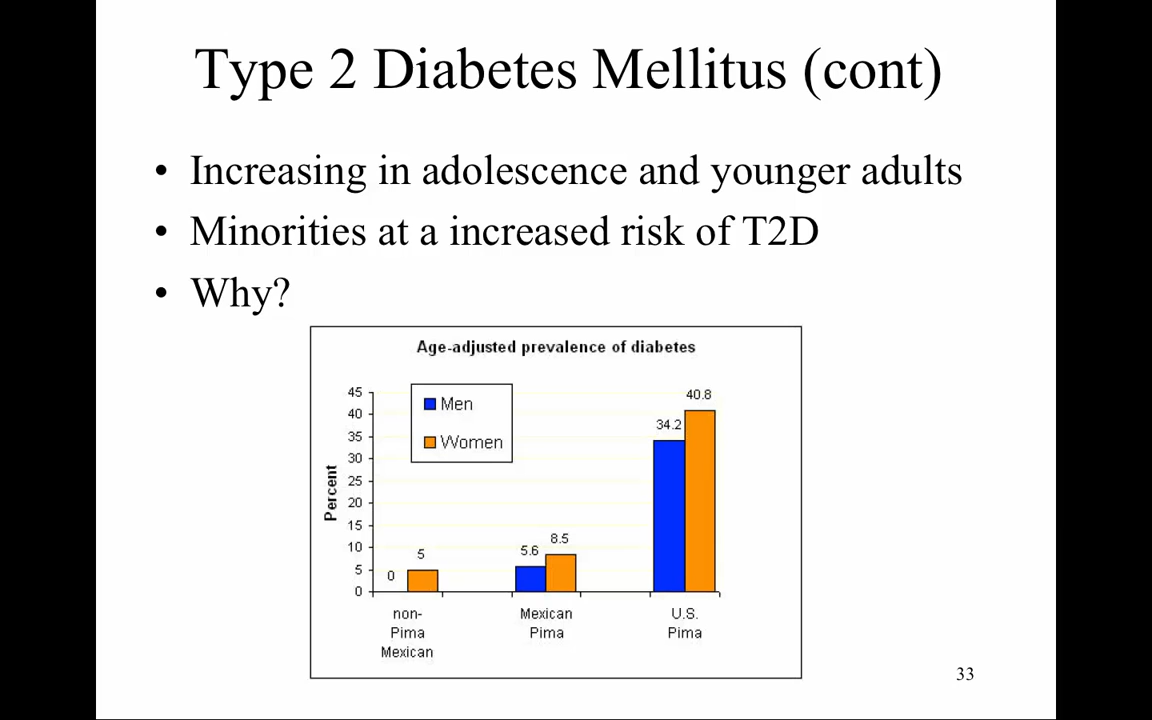 Type 2 Diabetes Mellitus (cont)
• Increasing in adolescence and younger adults
• Minorities at a increased risk of T2D
• Why?
Age-adjusted prevalence of diabetes
Men
Women
Percent
45
40
35
30
25
20
15
10
5
0
0
5
5.6
8.5
34.2
40.8
non-
Pima
Mexican
Mexican
Pima
U.S.
Pima
33